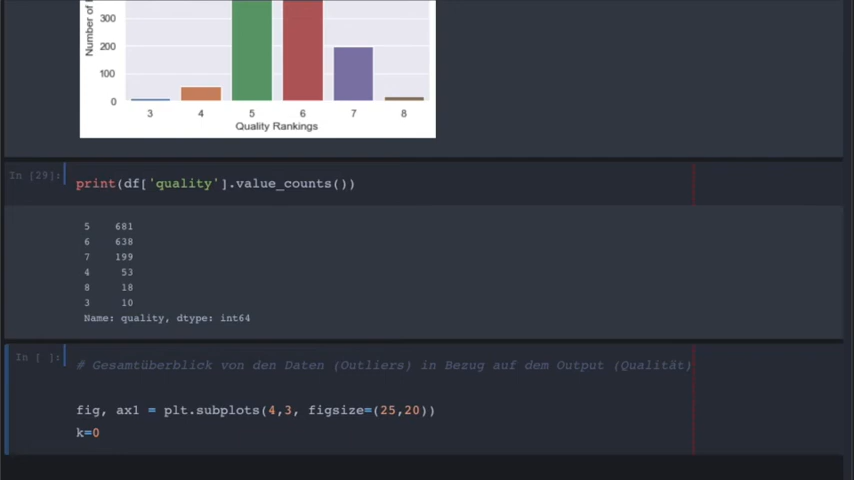 300
200
100
0
Number of
3 4 5 6 7 8
Quality Rankings
In [29]:
print(df['quality'].value_counts())
5 681
6 638
7 199
4 53
8 18
3 10
Name: quality, dtype: int64
In [ ]:
# Gesamtüberblick von den Daten (Outliers) in Bezug auf dem Output (Qualität)
fig, ax1 = plt.subplots(4,3, figsize=(25,20))
k=0